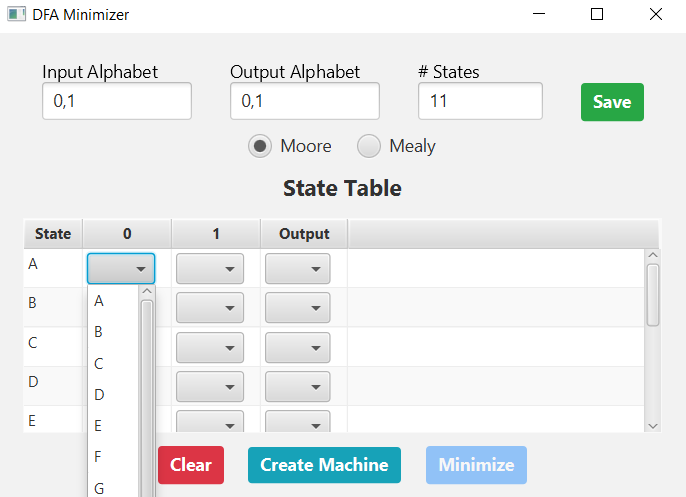 DFA Minimizer
Input Alphabet Output Alphabet # States
0,1 0,1 11 Save
Moore Mealy
State Table
State 0 1 Output
A
A
B
B
C
C
D
D
E
E
F
G
Clear Create Machine Minimize